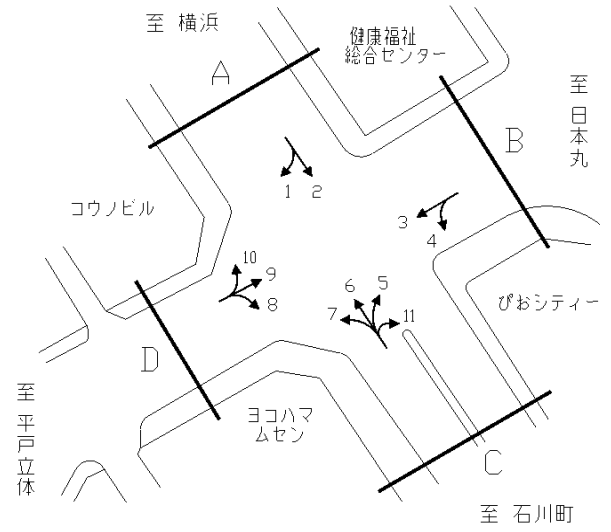 至 横浜
健康福祉
総合センター
A
至 日本丸
B
1
2
3
4
コウノビル
10
9
8
6
5
7
11
ぴおシティー
D
至 平戸立体
ヨコハマ
ムセン
C
至 石川町